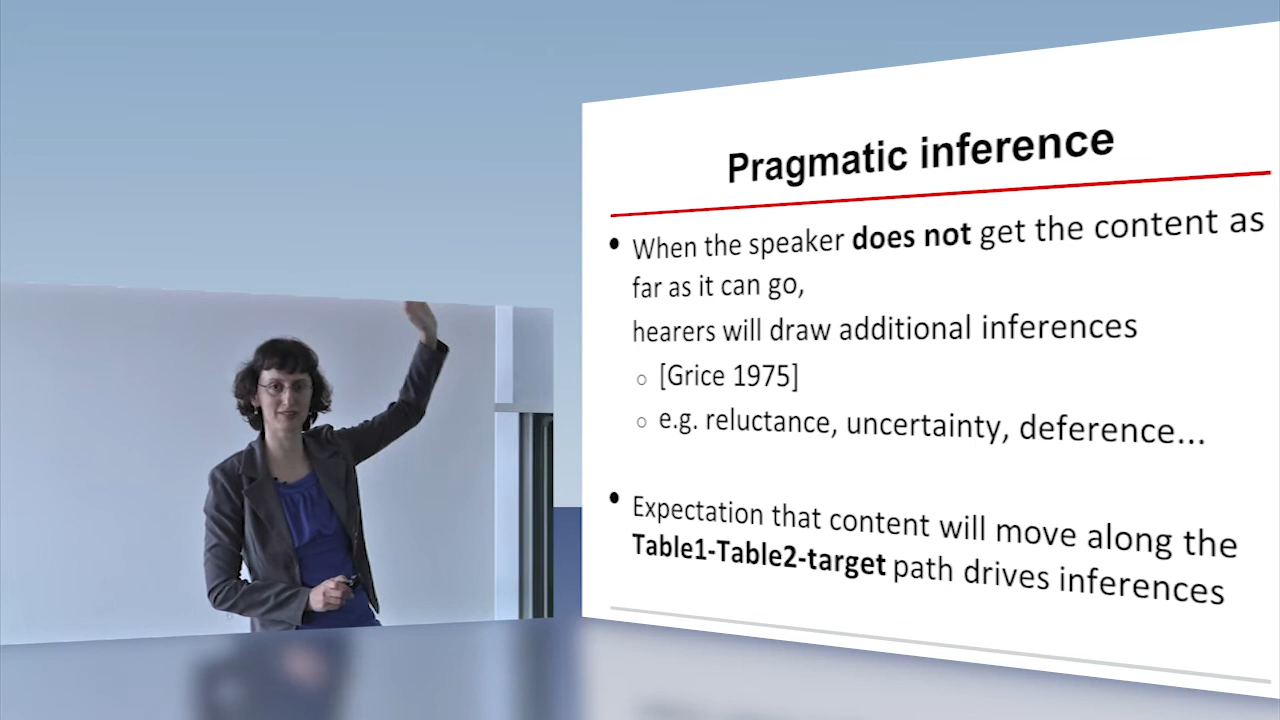 Pragmatic inference
• When the speaker does not get the content as
far as it can go,
hearers will draw additional inferences
○ [Grice 1975]
○ e.g. reluctance, uncertainty, deference...
• Expectation that content will move along the
Table1-Table2-target path drives inferences